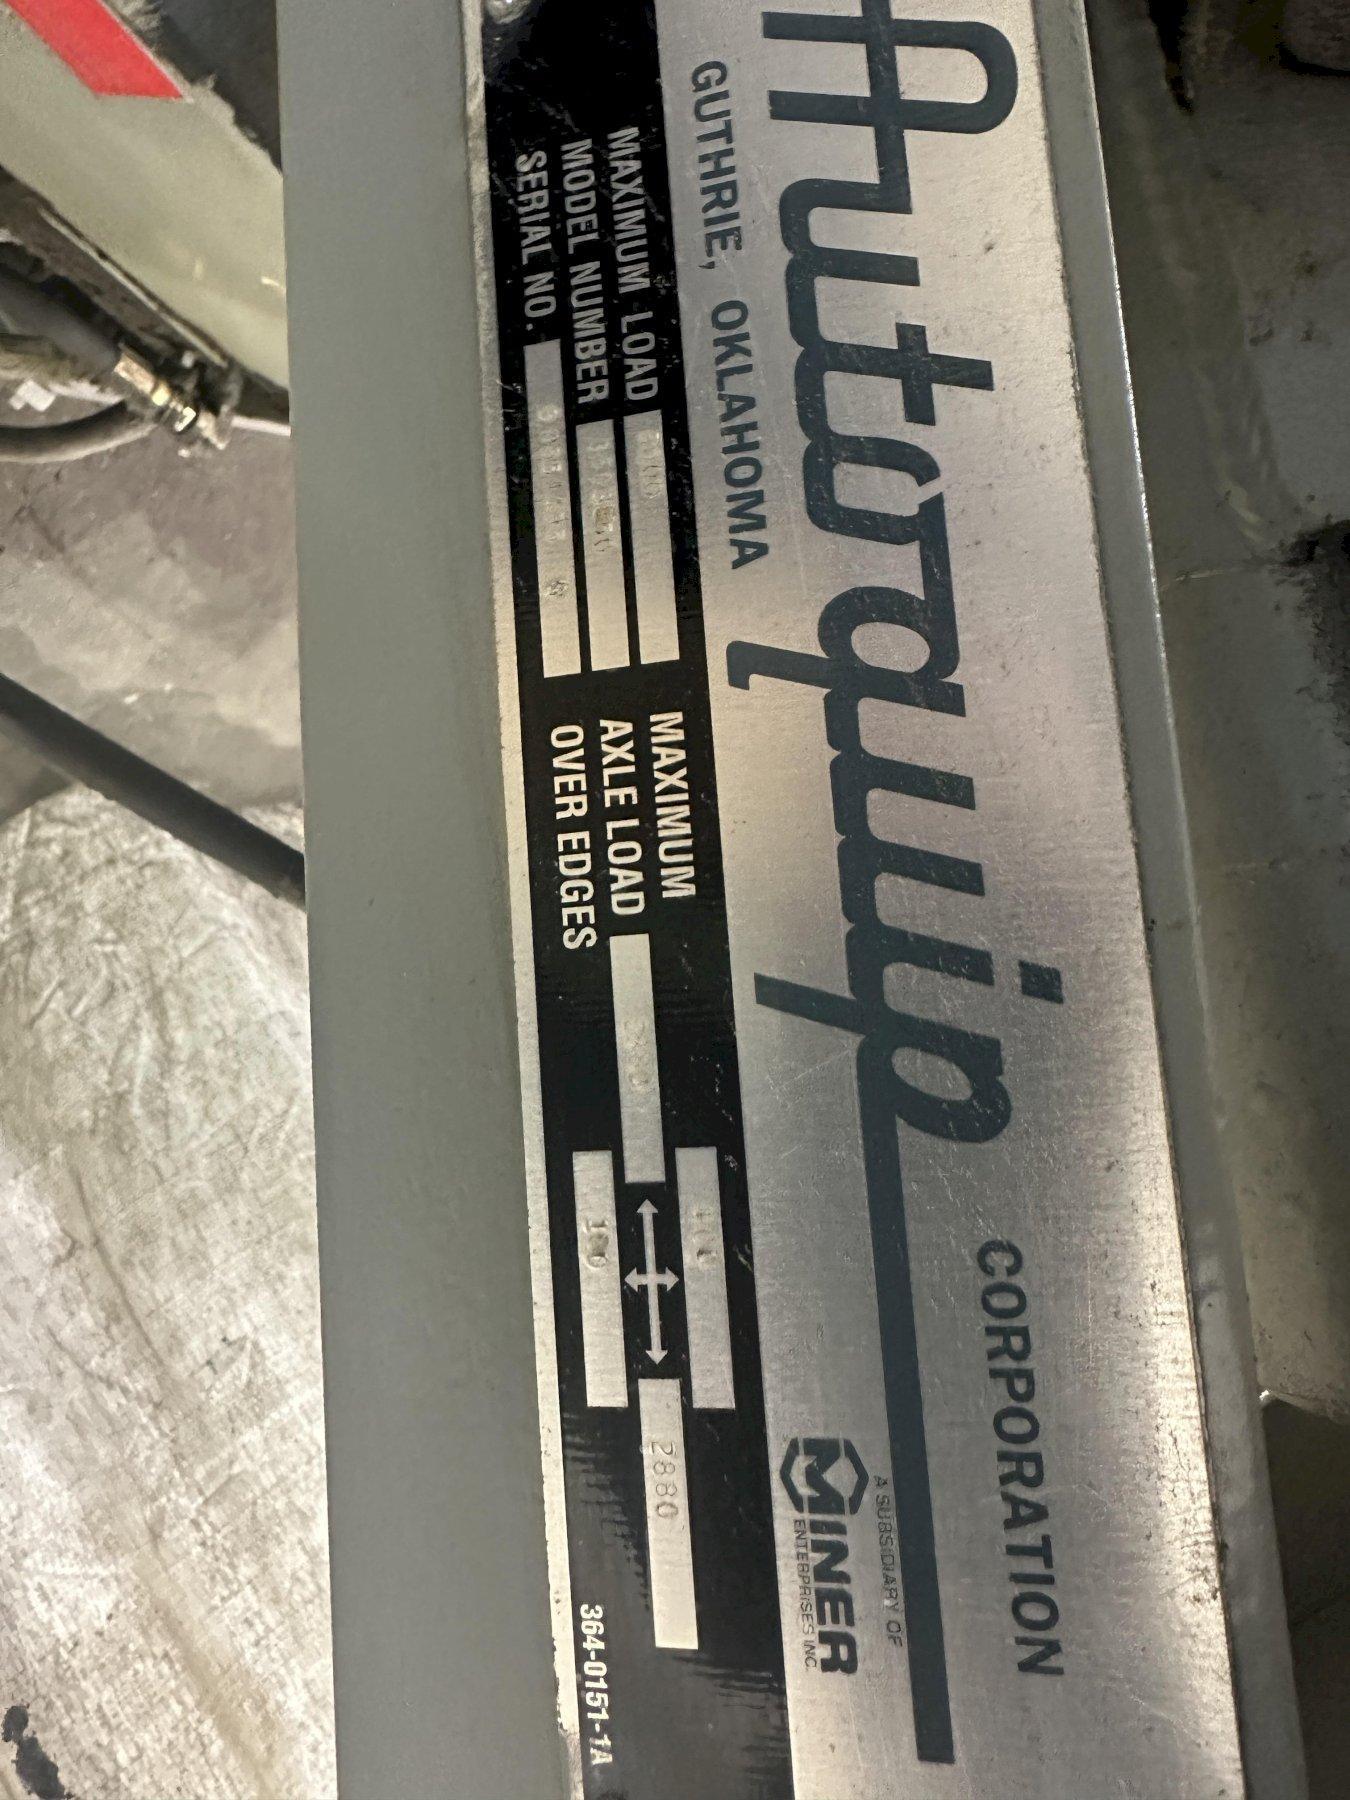 Autoquip
CORPORATION
GUTHRIE, OKLAHOMA
A SUBSIDIARY OF
MINER
ENTERPRISES INC.
MAXIMUM LOAD
MODEL NUMBER
SERIAL NO.
MAXIMUM
AXLE LOAD
OVER EDGES
2880
364-0151-1A